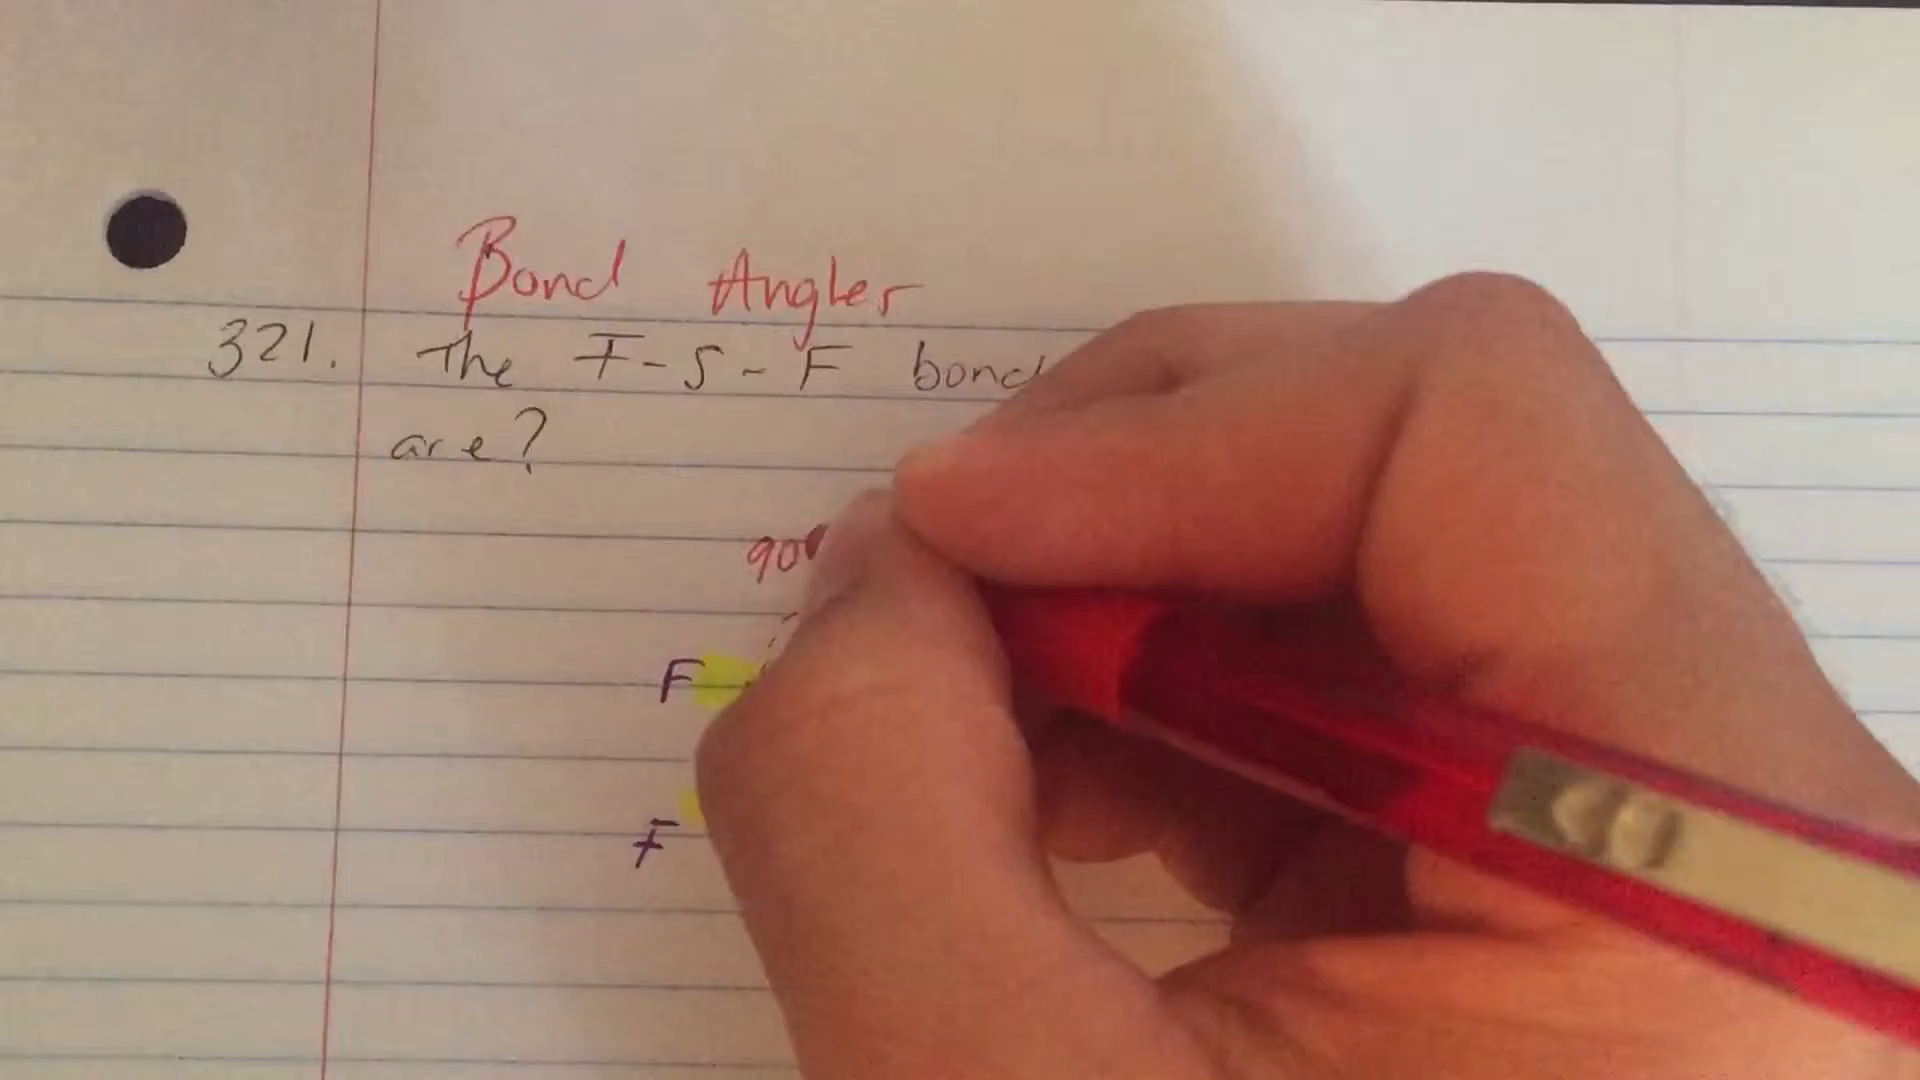 Bond Angles
321. The F-S-F bond
are?
90
F
F